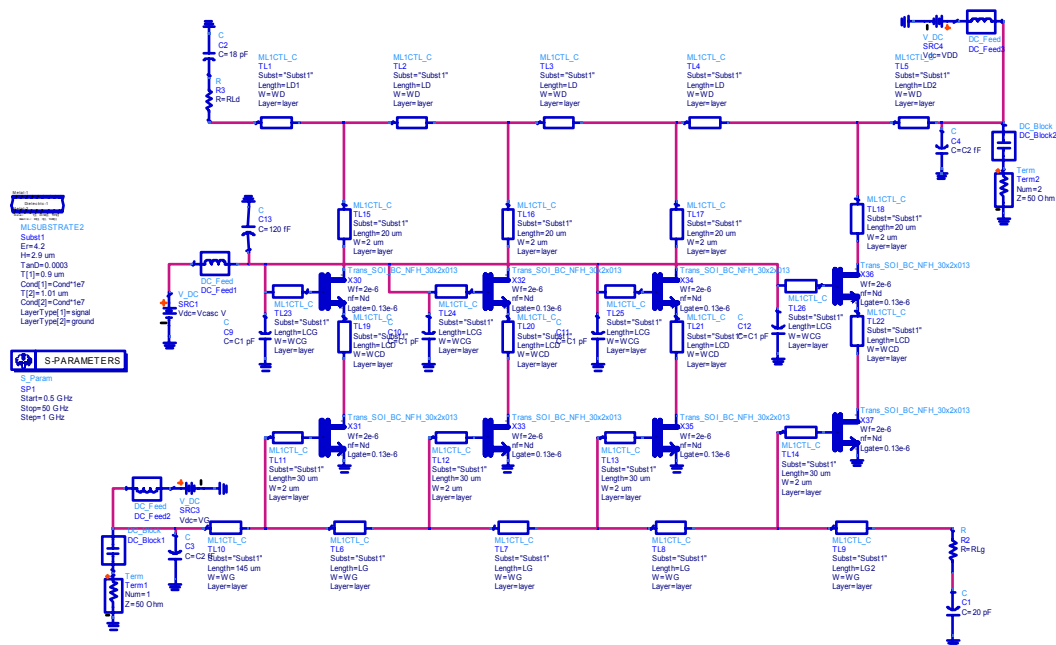 C
C2
C=18 pF
R
R3
R=RLd
ML1CTL_C
TL1
Subst="Subst1"
Length=LD1
W=WD
Layer=layer
ML1CTL_C
TL2
Subst="Subst1"
Length=LD
W=WD
Layer=layer
ML1CTL_C
TL3
Subst="Subst1"
Length=LD
W=WD
Layer=layer
ML1CTL_C
TL4
Subst="Subst1"
Length=LD
W=WD
Layer=layer
ML1CTL_C
TL5
Subst="Subst1"
Length=LD2
W=WD
Layer=layer
V_DC
SRC4
Vdc=VDD
DC_Feed
DC_Feed3
C
C4
C=C2 fF
DC_Block
DC_Block2
Term
Term2
Num=2
Z=50 Ohm
MLSUBSTRATE2
Subst1
Er=4.2
H=2.9 um
TanD=0.0003
T[1]=0.9 um
Cond[1]=Cond*1e7
T[2]=1.01 um
Cond[2]=Cond*1e7
LayerType[1]=signal
LayerType[2]=ground
S-PARAMETERS
S_Param
SP1
Start=0.5 GHz
Stop=50 GHz
Step=1 GHz
C
C13
C=120 fF
DC_Feed
DC_Feed1
V_DC
SRC1
Vdc=Vcasc V
ML1CTL_C
TL15
Subst="Subst1"
Length=20 um
W=2 um
Layer=layer
ML1CTL_C
TL16
Subst="Subst1"
Length=20 um
W=2 um
Layer=layer
ML1CTL_C
TL17
Subst="Subst1"
Length=20 um
W=2 um
Layer=layer
ML1CTL_C
TL18
Subst="Subst1"
Length=20 um
W=2 um
Layer=layer
Trans_SOI_BC_NFH_30x2x013
X30
Wf=2e-6
nf=Nd
Lgate=0.13e-6
Trans_SOI_BC_NFH_30x2x013
X32
Wf=2e-6
nf=Nd
Lgate=0.13e-6
Trans_SOI_BC_NFH_30x2x013
X34
Wf=2e-6
nf=Nd
Lgate=0.13e-6
Trans_SOI_BC_NFH_30x2x013
X36
Wf=2e-6
nf=Nd
Lgate=0.13e-6
C
C9
C=C1 pF
ML1CTL_C
TL23
Subst="Subst1"
Length=LCG
W=WCG
Layer=layer
ML1CTL_C
TL19
Subst="Subst1"
Length=LCD
W=WCD
Layer=layer
C
C10
C=C1 pF
ML1CTL_C
TL24
Subst="Subst1"
Length=LCG
W=WCG
Layer=layer
ML1CTL_C
TL20
Subst="Subst1"
Length=LCD
W=WCD
Layer=layer
C
C11
C=C1 pF
ML1CTL_C
TL25
Subst="Subst1"
Length=LCG
W=WCG
Layer=layer
ML1CTL_C
TL21
Subst="Subst1"
Length=LCD
W=WCD
Layer=layer
C
C12
C=C1 pF
ML1CTL_C
TL26
Subst="Subst1"
Length=LCG
W=WCG
Layer=layer
ML1CTL_C
TL22
Subst="Subst1"
Length=LCD
W=WCD
Layer=layer
Trans_SOI_BC_NFH_30x2x013
X31
Wf=2e-6
nf=Nd
Lgate=0.13e-6
Trans_SOI_BC_NFH_30x2x013
X33
Wf=2e-6
nf=Nd
Lgate=0.13e-6
Trans_SOI_BC_NFH_30x2x013
X35
Wf=2e-6
nf=Nd
Lgate=0.13e-6
Trans_SOI_BC_NFH_30x2x013
X37
Wf=2e-6
nf=Nd
Lgate=0.13e-6
ML1CTL_C
TL11
Subst="Subst1"
Length=30 um
W=2 um
Layer=layer
ML1CTL_C
TL12
Subst="Subst1"
Length=30 um
W=2 um
Layer=layer
ML1CTL_C
TL13
Subst="Subst1"
Length=30 um
W=2 um
Layer=layer
ML1CTL_C
TL14
Subst="Subst1"
Length=30 um
W=2 um
Layer=layer
DC_Feed
DC_Feed2
V_DC
SRC3
Vdc=VG
DC_Block
DC_Block1
C
C3
C=C2 fF
Term
Term1
Num=1
Z=50 Ohm
ML1CTL_C
TL10
Subst="Subst1"
Length=145 um
W=WG
Layer=layer
ML1CTL_C
TL6
Subst="Subst1"
Length=LG
W=WG
Layer=layer
ML1CTL_C
TL7
Subst="Subst1"
Length=LG
W=WG
Layer=layer
ML1CTL_C
TL8
Subst="Subst1"
Length=LG
W=WG
Layer=layer
ML1CTL_C
TL9
Subst="Subst1"
Length=LG2
W=WG
Layer=layer
R
R2
R=RLg
C
C1
C=20 pF